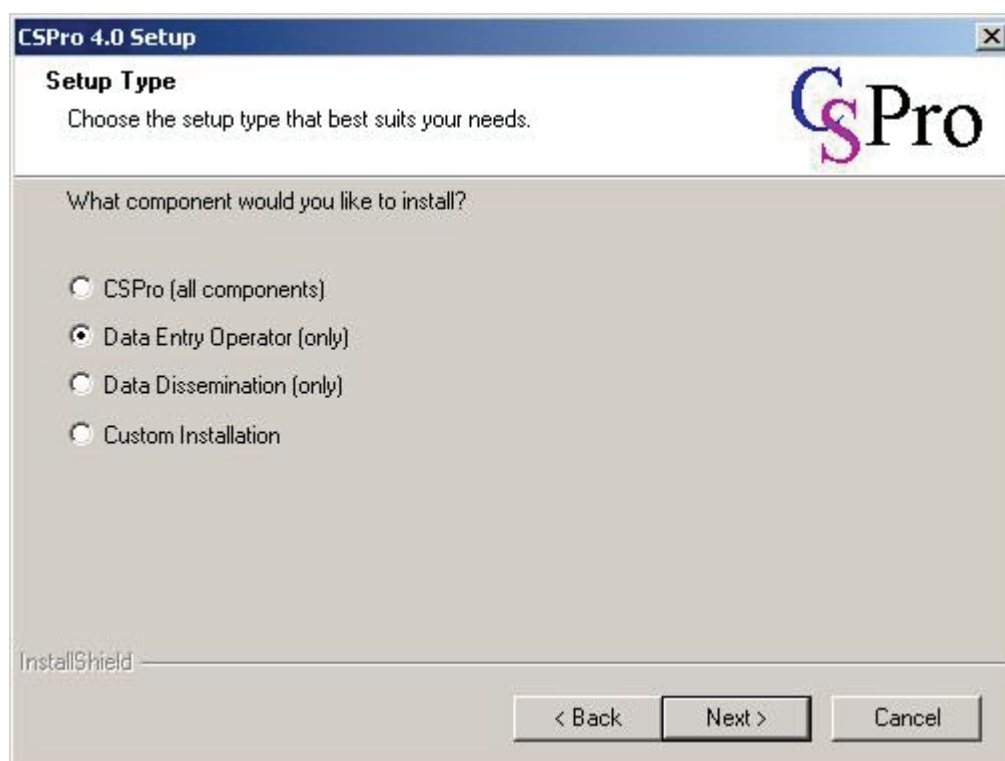 CSPro 4.0 Setup
Setup Type
Choose the setup type that best suits your needs.
CSPro
What component would you like to install?
CSPro (all components)
Data Entry Operator (only)
Data Dissemination (only)
Custom Installation
InstallShield
< Back Next > Cancel